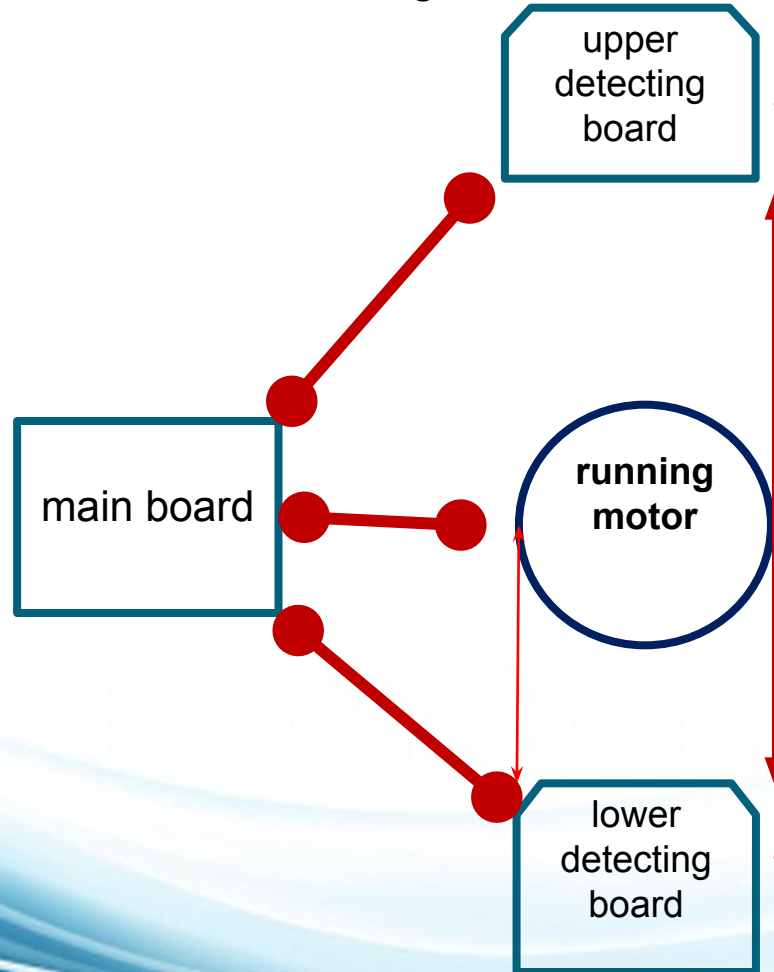 upper
detecting
board
main board
running
motor
lower
detecting
board